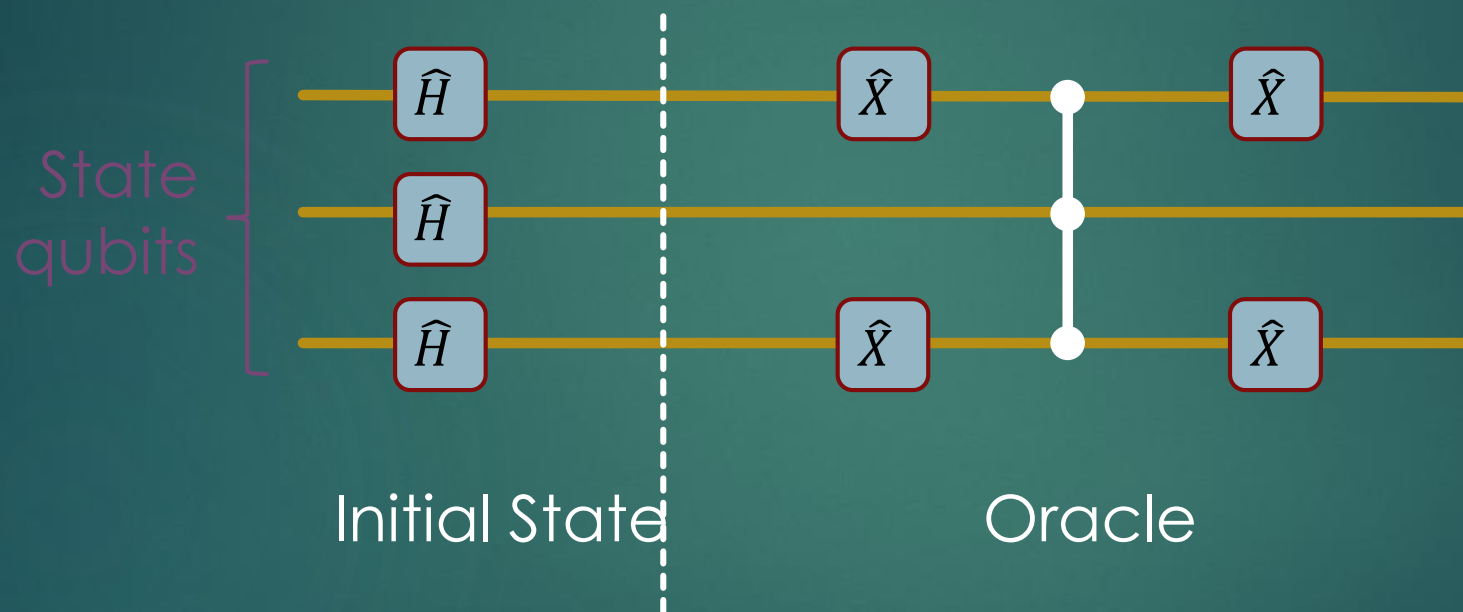 Ĥ X̂ X̂
State
Ĥ
qubits
Ĥ X̂ X̂
Initial State Oracle